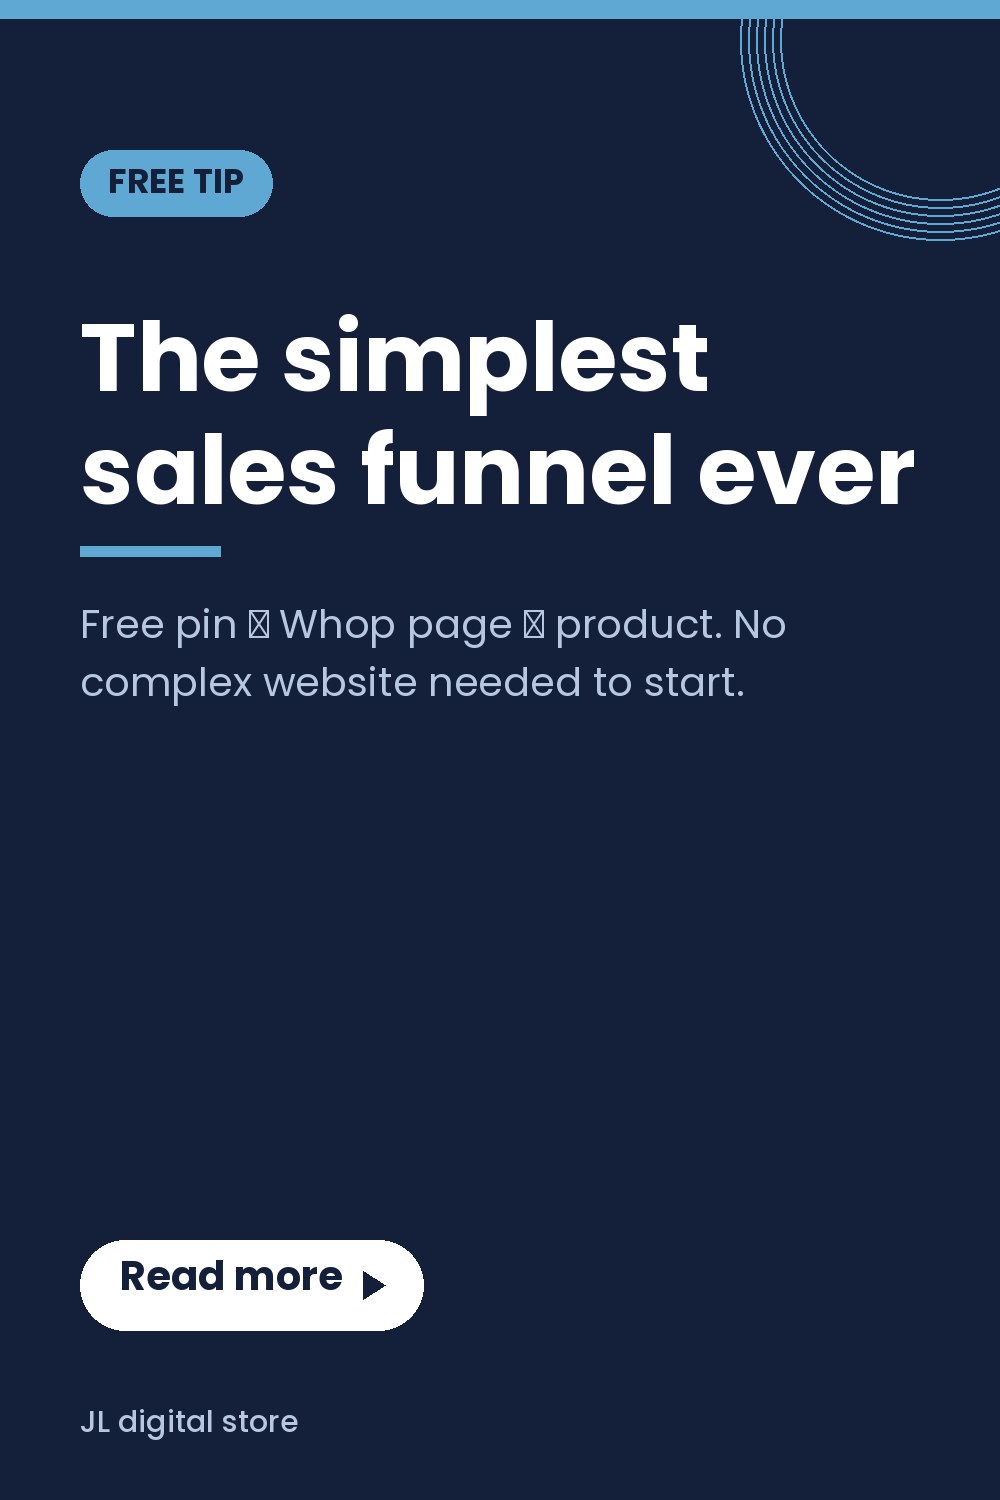 FREE TIP
The simplest
sales funnel ever
Free pin Whop page product. No
complex website needed to start.
Read more
JL digital store